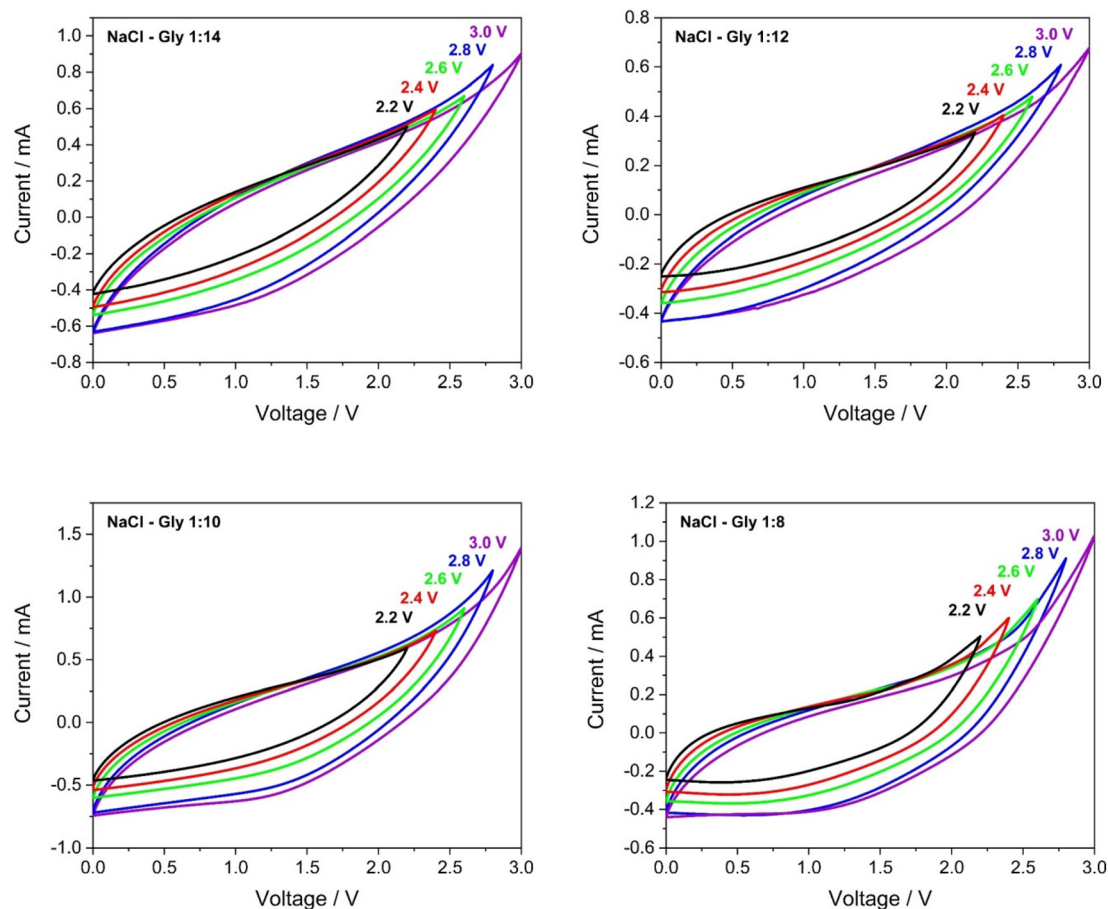 NaCl - Gly 1:14
3.0 V
2.8 V
2.6 V
2.4 V
2.2 V
1.0
0.8
0.6
0.4
0.2
0.0
-0.2
-0.4
-0.6
-0.8
Current / mA
0.0 0.5 1.0 1.5 2.0 2.5 3.0
Voltage / V
NaCl - Gly 1:12
3.0 V
2.8 V
2.6 V
2.4 V
2.2 V
0.8
0.6
0.4
0.2
0.0
-0.2
-0.4
-0.6
Current / mA
0.0 0.5 1.0 1.5 2.0 2.5 3.0
Voltage / V
NaCl - Gly 1:10
3.0 V
2.8 V
2.6 V
2.4 V
2.2 V
1.5
1.0
0.5
0.0
-0.5
-1.0
Current / mA
0.0 0.5 1.0 1.5 2.0 2.5 3.0
Voltage / V
NaCl - Gly 1:8
3.0 V
2.8 V
2.6 V
2.4 V
2.2 V
1.2
1.0
0.8
0.6
0.4
0.2
0.0
-0.2
-0.4
-0.6
Current / mA
0.0 0.5 1.0 1.5 2.0 2.5 3.0
Voltage / V